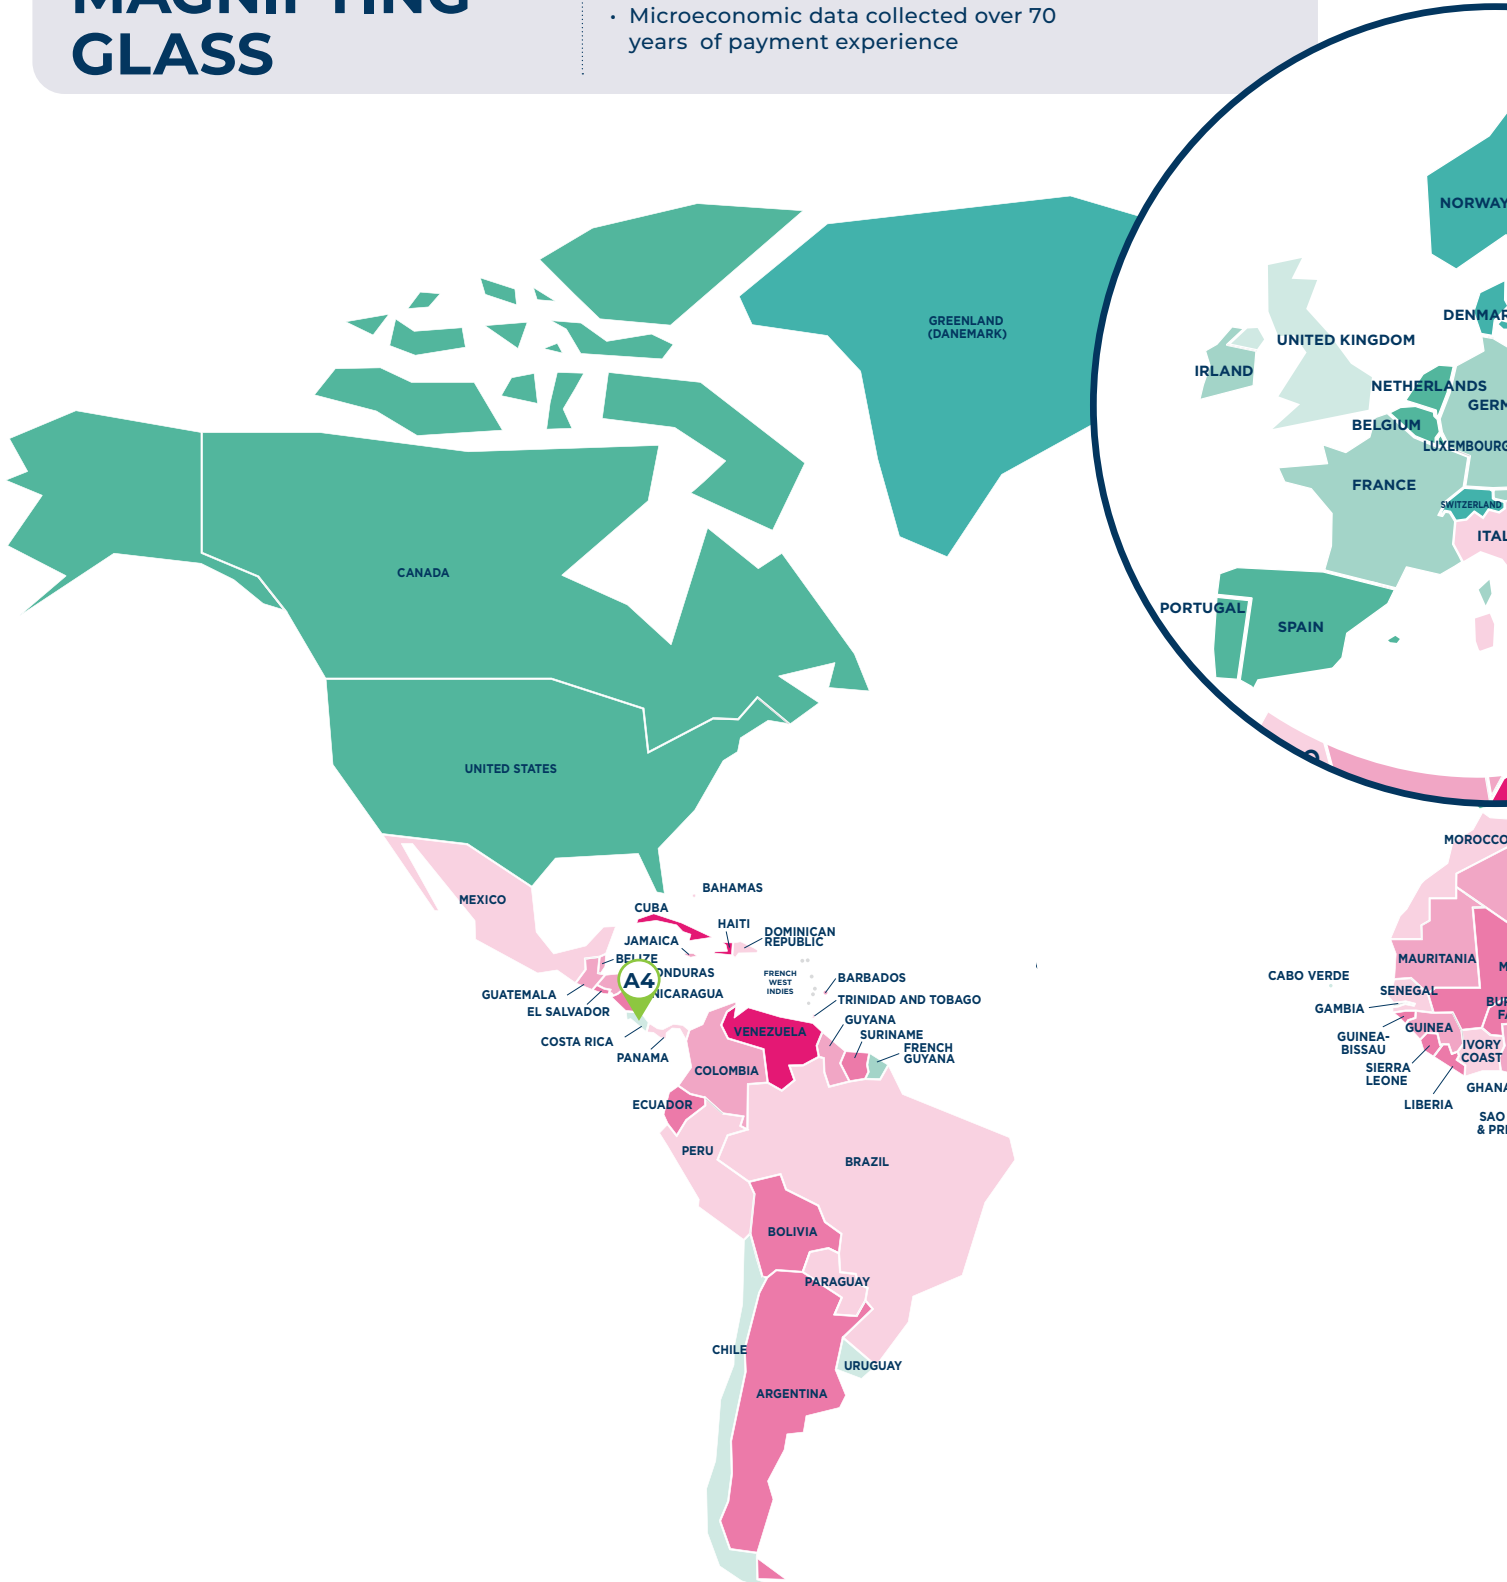 GLASS
• Microeconomic data collected over 70
years of payment experience
NORWAY
GREENLAND
(DANEMARK)
UNITED KINGDOM
IRLAND
NETHERLANDS
BELGIUM
LUXEMBOURG
FRANCE
SWITZERLAND
PORTUGAL
SPAIN
CANADA
UNITED STATES
MEXICO
BAHAMAS
CUBA
HAITI
DOMINICAN
REPUBLIC
JAMAICA
BELIZE
A4
NICARAGUA
GUATEMALA
EL SALVADOR
COSTA RICA
PANAMA
FRENCH
WEST
INDIES
BARBADOS
TRINIDAD AND TOBAGO
GUYANA
SURINAME
FRENCH
GUYANA
VENEZUELA
COLOMBIA
ECUADOR
PERU
BRAZIL
BOLIVIA
PARAGUAY
CHILE
URUGUAY
ARGENTINA
MOROCCO
MAURITANIA
CABO VERDE
SENEGAL
GAMBIA
GUINEA-
BISSAU
GUINEA
SIERRA
LEONE
IVORY
COAST
LIBERIA
GHANA
SAO